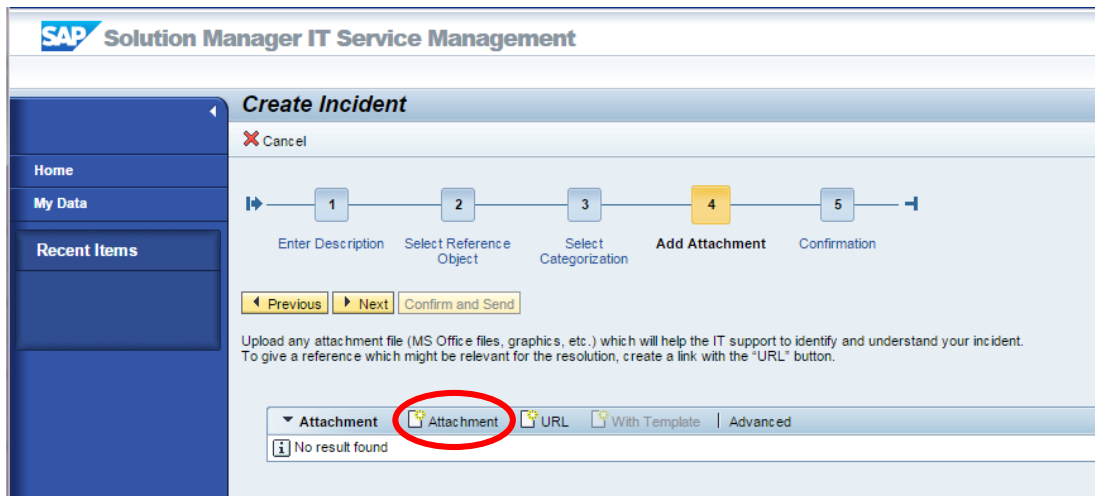 SAP Solution Manager IT Service Management
Create Incident
Cancel
Home
My Data
Recent Items
1 2 3 4 5
Enter Description Select Reference Object Select Categorization Add Attachment Confirmation
Previous Next Confirm and Send
Upload any attachment file (MS Office files, graphics, etc.) which will help the IT support to identify and understand your incident.
To give a reference which might be relevant for the resolution, create a link with the “URL” button.
Attachment Attachment URL With Template | Advanced
No result found